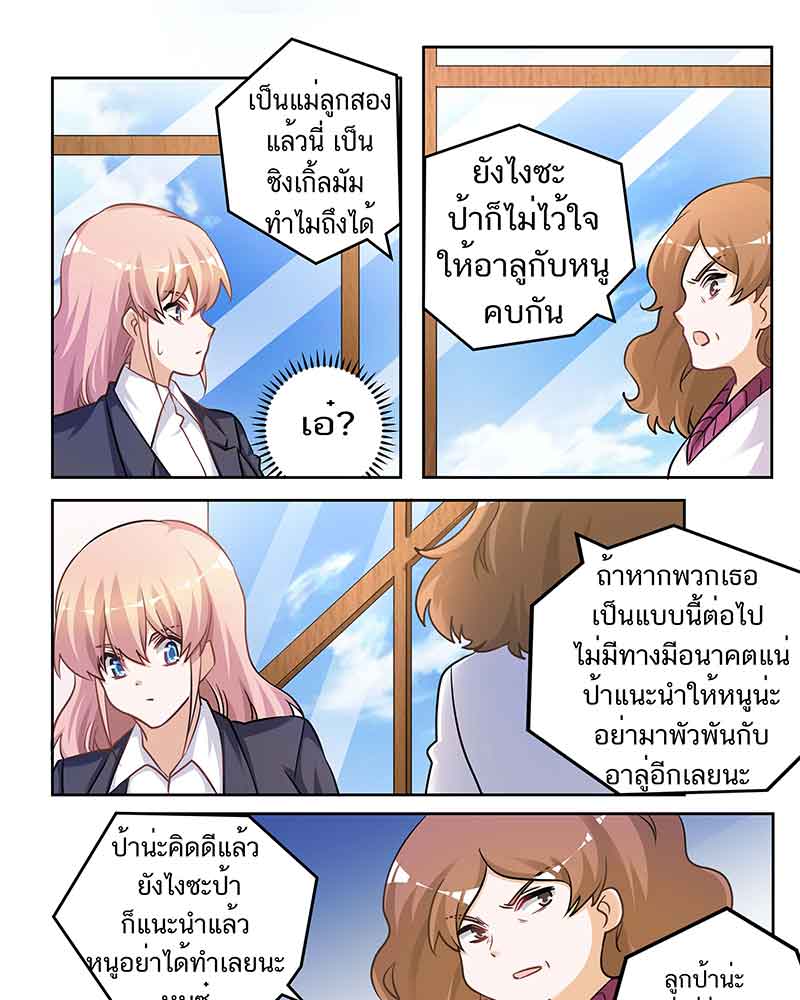 เป็นแม่ลูกสอง
แล้วนี่ เป็น
ซิงเกิ้ลมัม
ทำไมถึงได้
เอ๋?
ยังไงซะ
ป้าก็ไม่ไว้ใจ
ให้อาลูกับหนู
คบกัน
ถ้าหากพวกเธอ
เป็นแบบนี้ต่อไป
ไม่มีทางมีอนาคตแน่
ป้าแนะนำให้หนูน่ะ
อย่ามาพัวพันกับ
อาลู่อีกเลยนะ
ป้าน่ะคิดดีแล้ว
ยังไงซะป้า
ก็แนะนำแล้ว
หนูอย่าได้ทำเลยนะ
ลูกป้าน่ะ